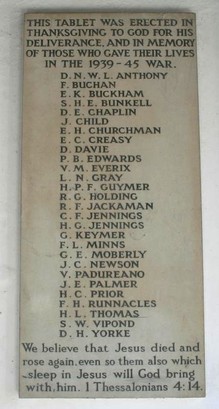 THIS TABLET WAS ERECTED IN
THANKSGIVING TO GOD FOR HIS
DELIVERANCE, AND IN MEMORY
OF THOSE WHO GAVE THEIR LIVES
IN THE 1939-45 WAR.
D. N. W. L. ANTHONY
F. BUCHAN
E. K. BUCKHAM
S. H. E. BUNKELL
D. E. CHAPLIN
J. CHILD
E. H. CHURCHMAN
E. C. CREASY
D. DAVIE
P. B. EDWARDS
V. M. EVERIX
L. N. GRAY
H. P. F. GUYMER
R. G. HOLDING
R. F. JACKAMAN
C. F. JENNINGS
H. G. JENNINGS
G. KEYMER
F. L. MINNS
G. E. MOBERLY
J. C. NEWSON
V. PADUREANO
J. E. PALMER
H. C. PRIOR
F. H. RUNNACLES
H. L. THOMAS
S. W. VIPOND
D. H. YORKE
We believe that Jesus died and
rose again, even so them also which
sleep in Jesus will God bring
with him. 1 Thessalonians 4:14.